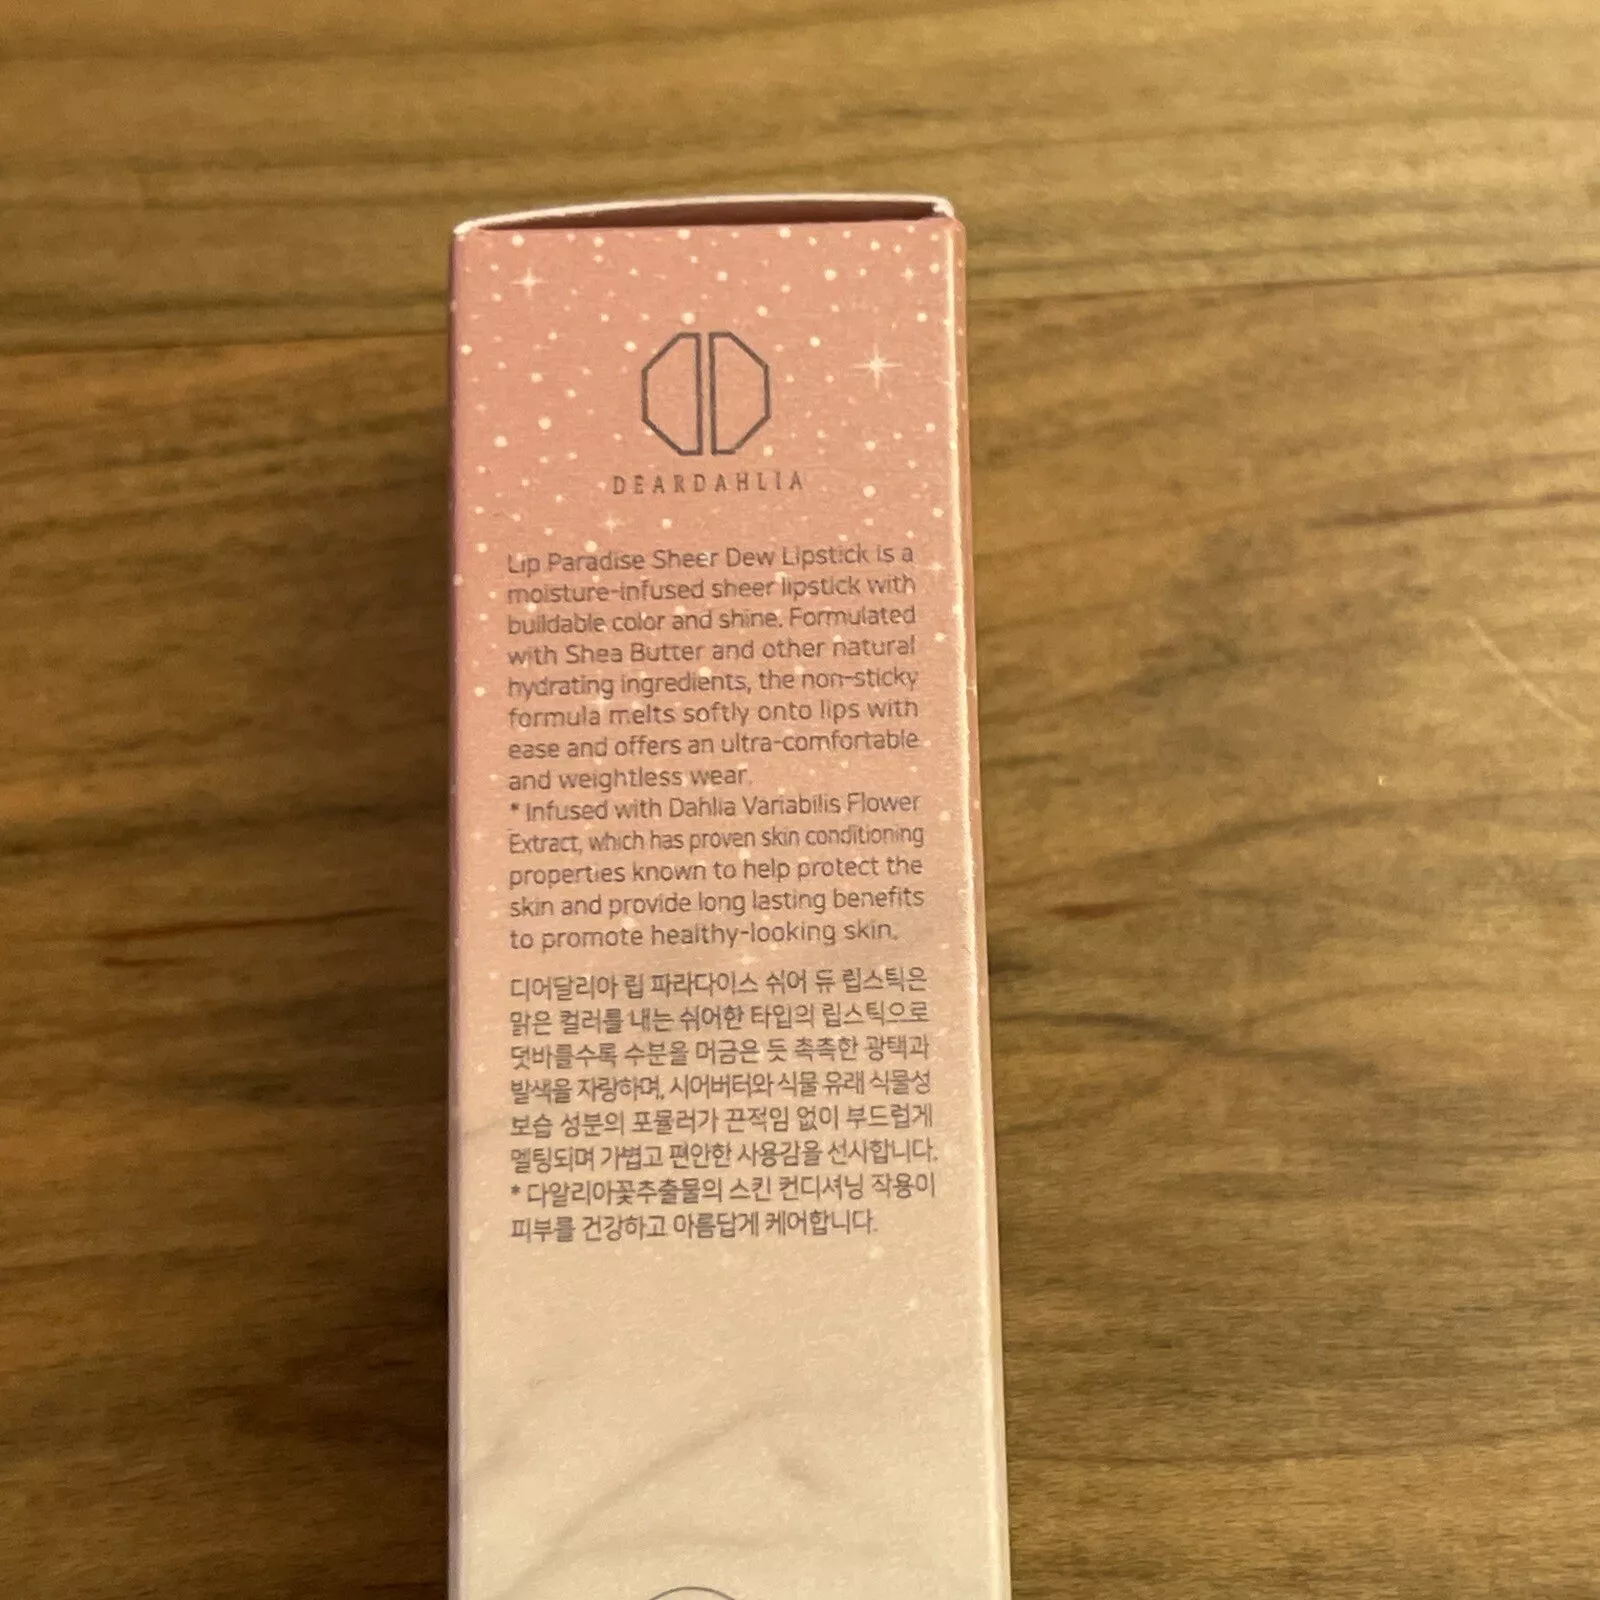 DEARDAHLIA
Lip Paradise Sheer Dew Lipstick is a
moisture-infused sheer lipstick with
buildable color and shine. Formulated
with Shea Butter and other natural
hydrating ingredients, the non-sticky
formula melts softly onto lips with
ease and offers an ultra-comfortable
and weightless wear.
* Infused with Dahlia Variabilis Flower
Extract, which has proven skin conditioning
properties known to help protect the
skin and provide long lasting benefits
to promote healthy-looking skin.
디어달리아 립 파라다이스 쉬어 듀 립스틱은
맑은 컬러를 내는 쉬어한 타입의 립스틱으로
덧바를수록 수분을 머금은 듯 촉촉한 광택과
발색을 자랑하며, 시어버터와 식물 유래 식물성
보습 성분의 포뮬러가 끈적임 없이 부드럽게
멜팅되며 가볍고 편안한 사용감을 선사합니다.
* 다알리아꽃추출물의 스킨 컨디셔닝 작용이
피부를 건강하고 아름답게 케어합니다.